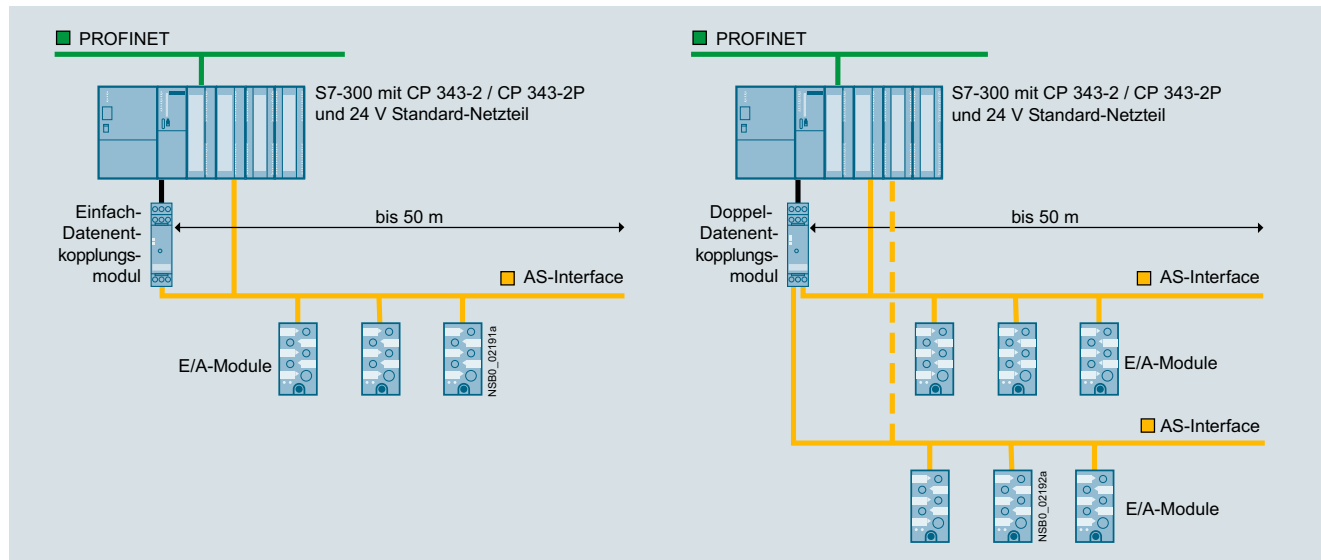 PROFINET
S7-300 mit CP 343-2 / CP 343-2P
und 24 V Standard-Netzteil
Einfach-
Datenent-
kopplungs-
modul
bis 50 m
AS-Interface
E/A-Module
NSB0_02191a
PROFINET
S7-300 mit CP 343-2 / CP 343-2P
und 24 V Standard-Netzteil
Doppel-
Datenent-
kopplungs-
modul
bis 50 m
AS-Interface
E/A-Module
AS-Interface
NSB0_02192a
E/A-Module